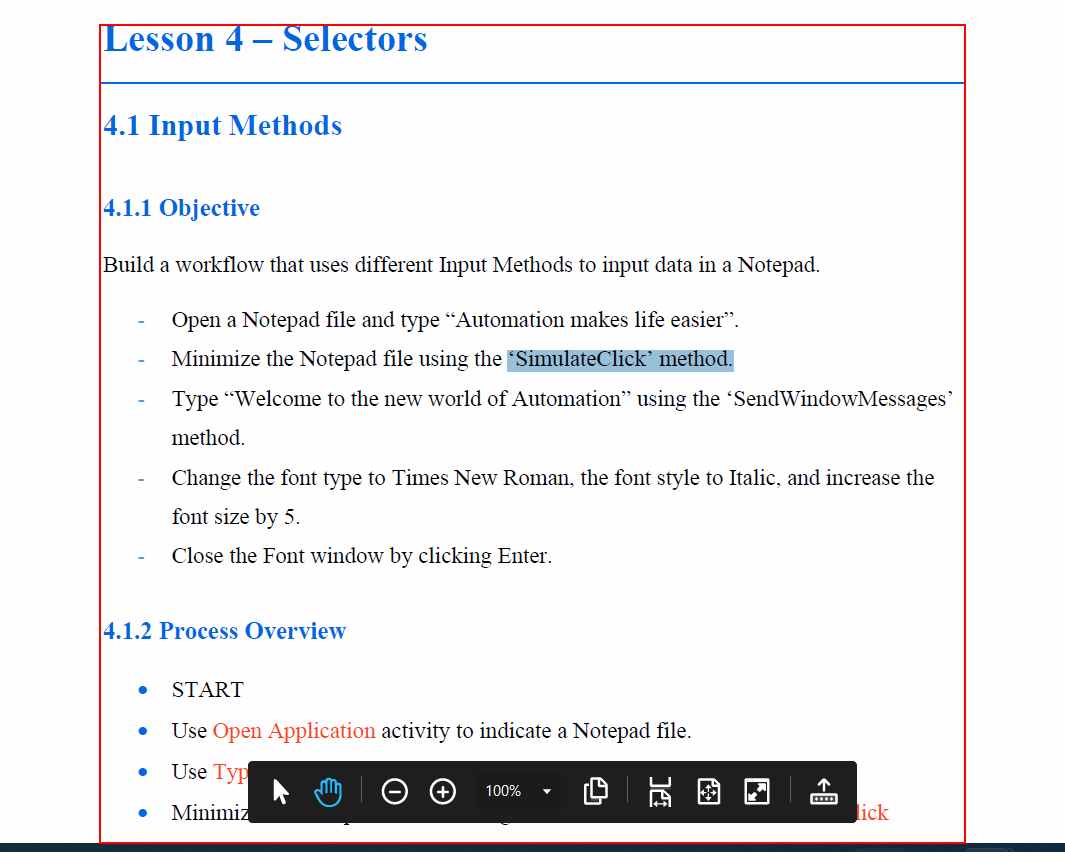 Lesson 4 – Selectors
4.1 Input Methods
4.1.1 Objective
Build a workflow that uses different Input Methods to input data in a Notepad.
- Open a Notepad file and type “Automation makes life easier”.
- Minimize the Notepad file using the ‘SimulateClick’ method.
- Type “Welcome to the new world of Automation” using the ‘SendWindowMessages’
method.
- Change the font type to Times New Roman, the font style to Italic, and increase the
font size by 5.
- Close the Font window by clicking Enter.
4.1.2 Process Overview
• START
• Use Open Application activity to indicate a Notepad file.
• Use Typ
100%
• Minimiz lick